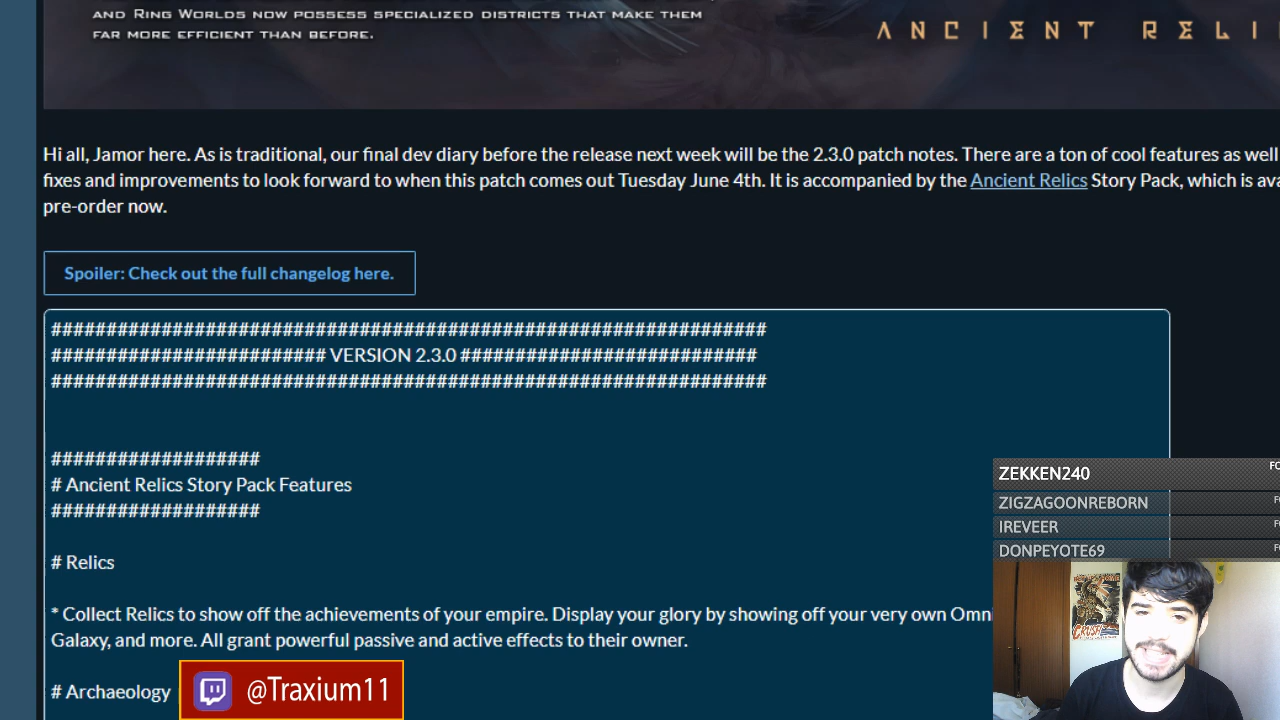 AND RING WORLDS NOW POSSESS SPECIALIZED DISTRICTS THAT MAKE THEM
FAR MORE EFFICIENT THAN BEFORE.
ANCIENT RELI
Hi all, Jamor here. As is traditional, our final dev diary before the release next week will be the 2.3.0 patch notes. There are a ton of cool features as well
fixes and improvements to look forward to when this patch comes out Tuesday June 4th. It is accompanied by the Ancient Relics Story Pack, which is ava
pre-order now.
Spoiler: Check out the full changelog here.
#################################################################
######################### VERSION 2.3.0 ###########################
#################################################################
###################
# Ancient Relics Story Pack Features
###################
# Relics
* Collect Relics to show off the achievements of your empire. Display your glory by showing off your very own Omni
Galaxy, and more. All grant powerful passive and active effects to their owner.
# Archaeology
@Traxium11
ZEKKEN240 FO
ZIGZAGOONREBORN F
IREVEER F
DONPEYOTE69 F